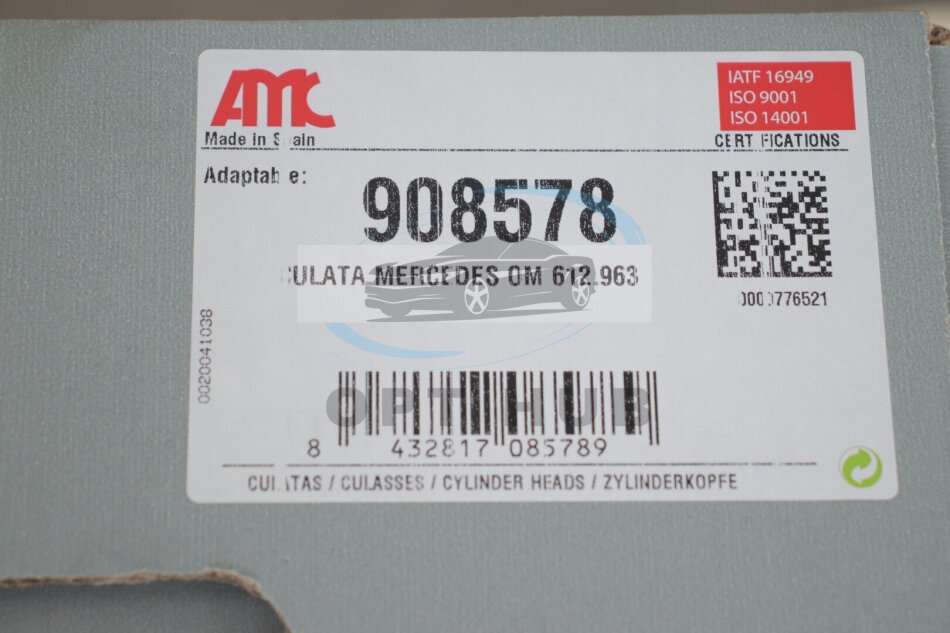 AMC
IATF 16949
ISO 9001
ISO 14001
Made in Spain
CERTIFICATIONS
Adaptable:
908578
CULATA MERCEDES OM 612.963
0000776521
0020041038
OPTIHUB
8 432817 085789
CULATAS / CULASSES / CYLINDER HEADS / ZYLINDERKOPFE